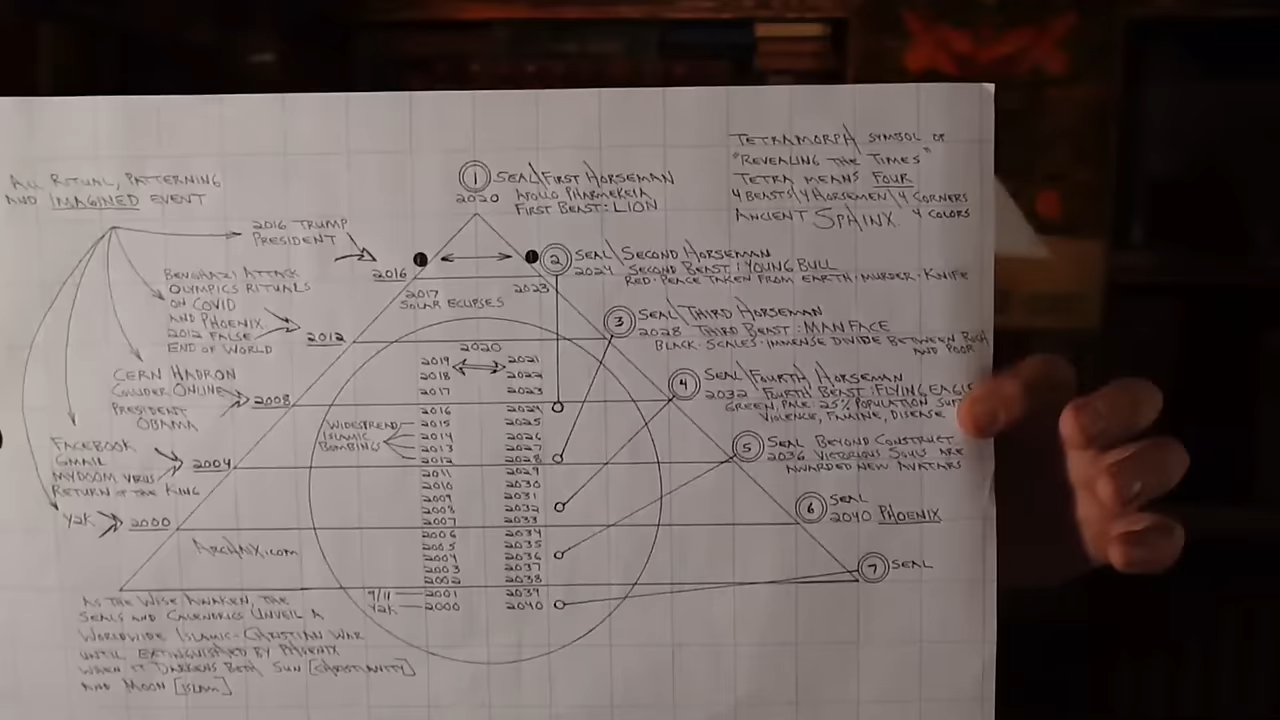 All Ritual, Patterning
and Imagined Event
2016 Trump
President
Benghazi Attack
Olympics Rituals
on Covid
and Phoenix.
2012 False
End of World
CERN Hadron
Collider Online
President
Obama
Facebook
Gmail
MyDoom Virus
Return of the King
Y2K
2016
2012
2008
2004
2000
1
Seal/First Horseman
2020
Apollo Pharmekeia
First Beast: Lion
Tetramorph symbol of
"Revealing the Times"
Tetra means Four
4 Beasts/4 Horsemen/4 Corners
Ancient Sphinx. 4 Colors
2
Seal Second Horseman
2024 Second Beast: Young Bull
Red. Peace taken from Earth. Murder. Knife
2017
2023
Solar Eclipses
3
Seal Third Horseman
2028 Third Beast: Man Face
Black. Scales. Immense Divide Between Rich
and Poor
4
Seal Fourth Horseman
2032 Fourth Beast: Flying Eagle
Green, Pale. 25% Population
Violence, Famine, Disease
5
Seal Beyond Construct
2036 Victorious Souls are
awarded new avatars
6
Seal
2040 Phoenix
7
Seal
2020
2019 2021
2018 2022
2017 2023
2016 2024
2015 2025
2014 2026
2013 2027
2012 2028
2011 2029
2010 2030
2009 2031
2008 2032
2007 2033
2006 2034
2005 2035
2004 2036
2003 2037
2002 2038
9/11 2001 2039
Y2K 2000 2040
Widespread
Islamic
Bombing
Archaix.com
As the Wise Awaken, the
Seals and Calendrics Unveil a
Worldwide Islamic-Christian War
until extinguished by Phoenix
when it Darkens Both Sun [Christianity]
and Moon [Islam]